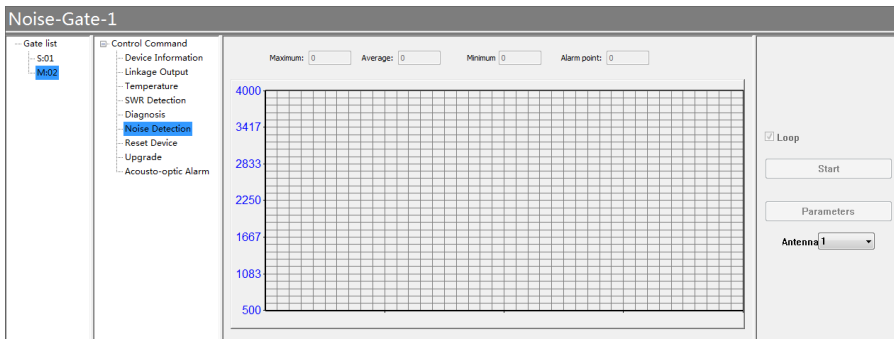 Noise-Gate-1
Gate list
S:01
M:02
Control Command
Device Information
Linkage Output
Temperature
SWR Detection
Diagnosis
Noise Detection
Reset Device
Upgrade
Acousto-optic Alarm
Maximum: 0 Average: 0 Minimum 0 Alarm point: 0
4000
3417
2833
2250
1667
1083
500
Loop
Start
Parameters
Antenna 1